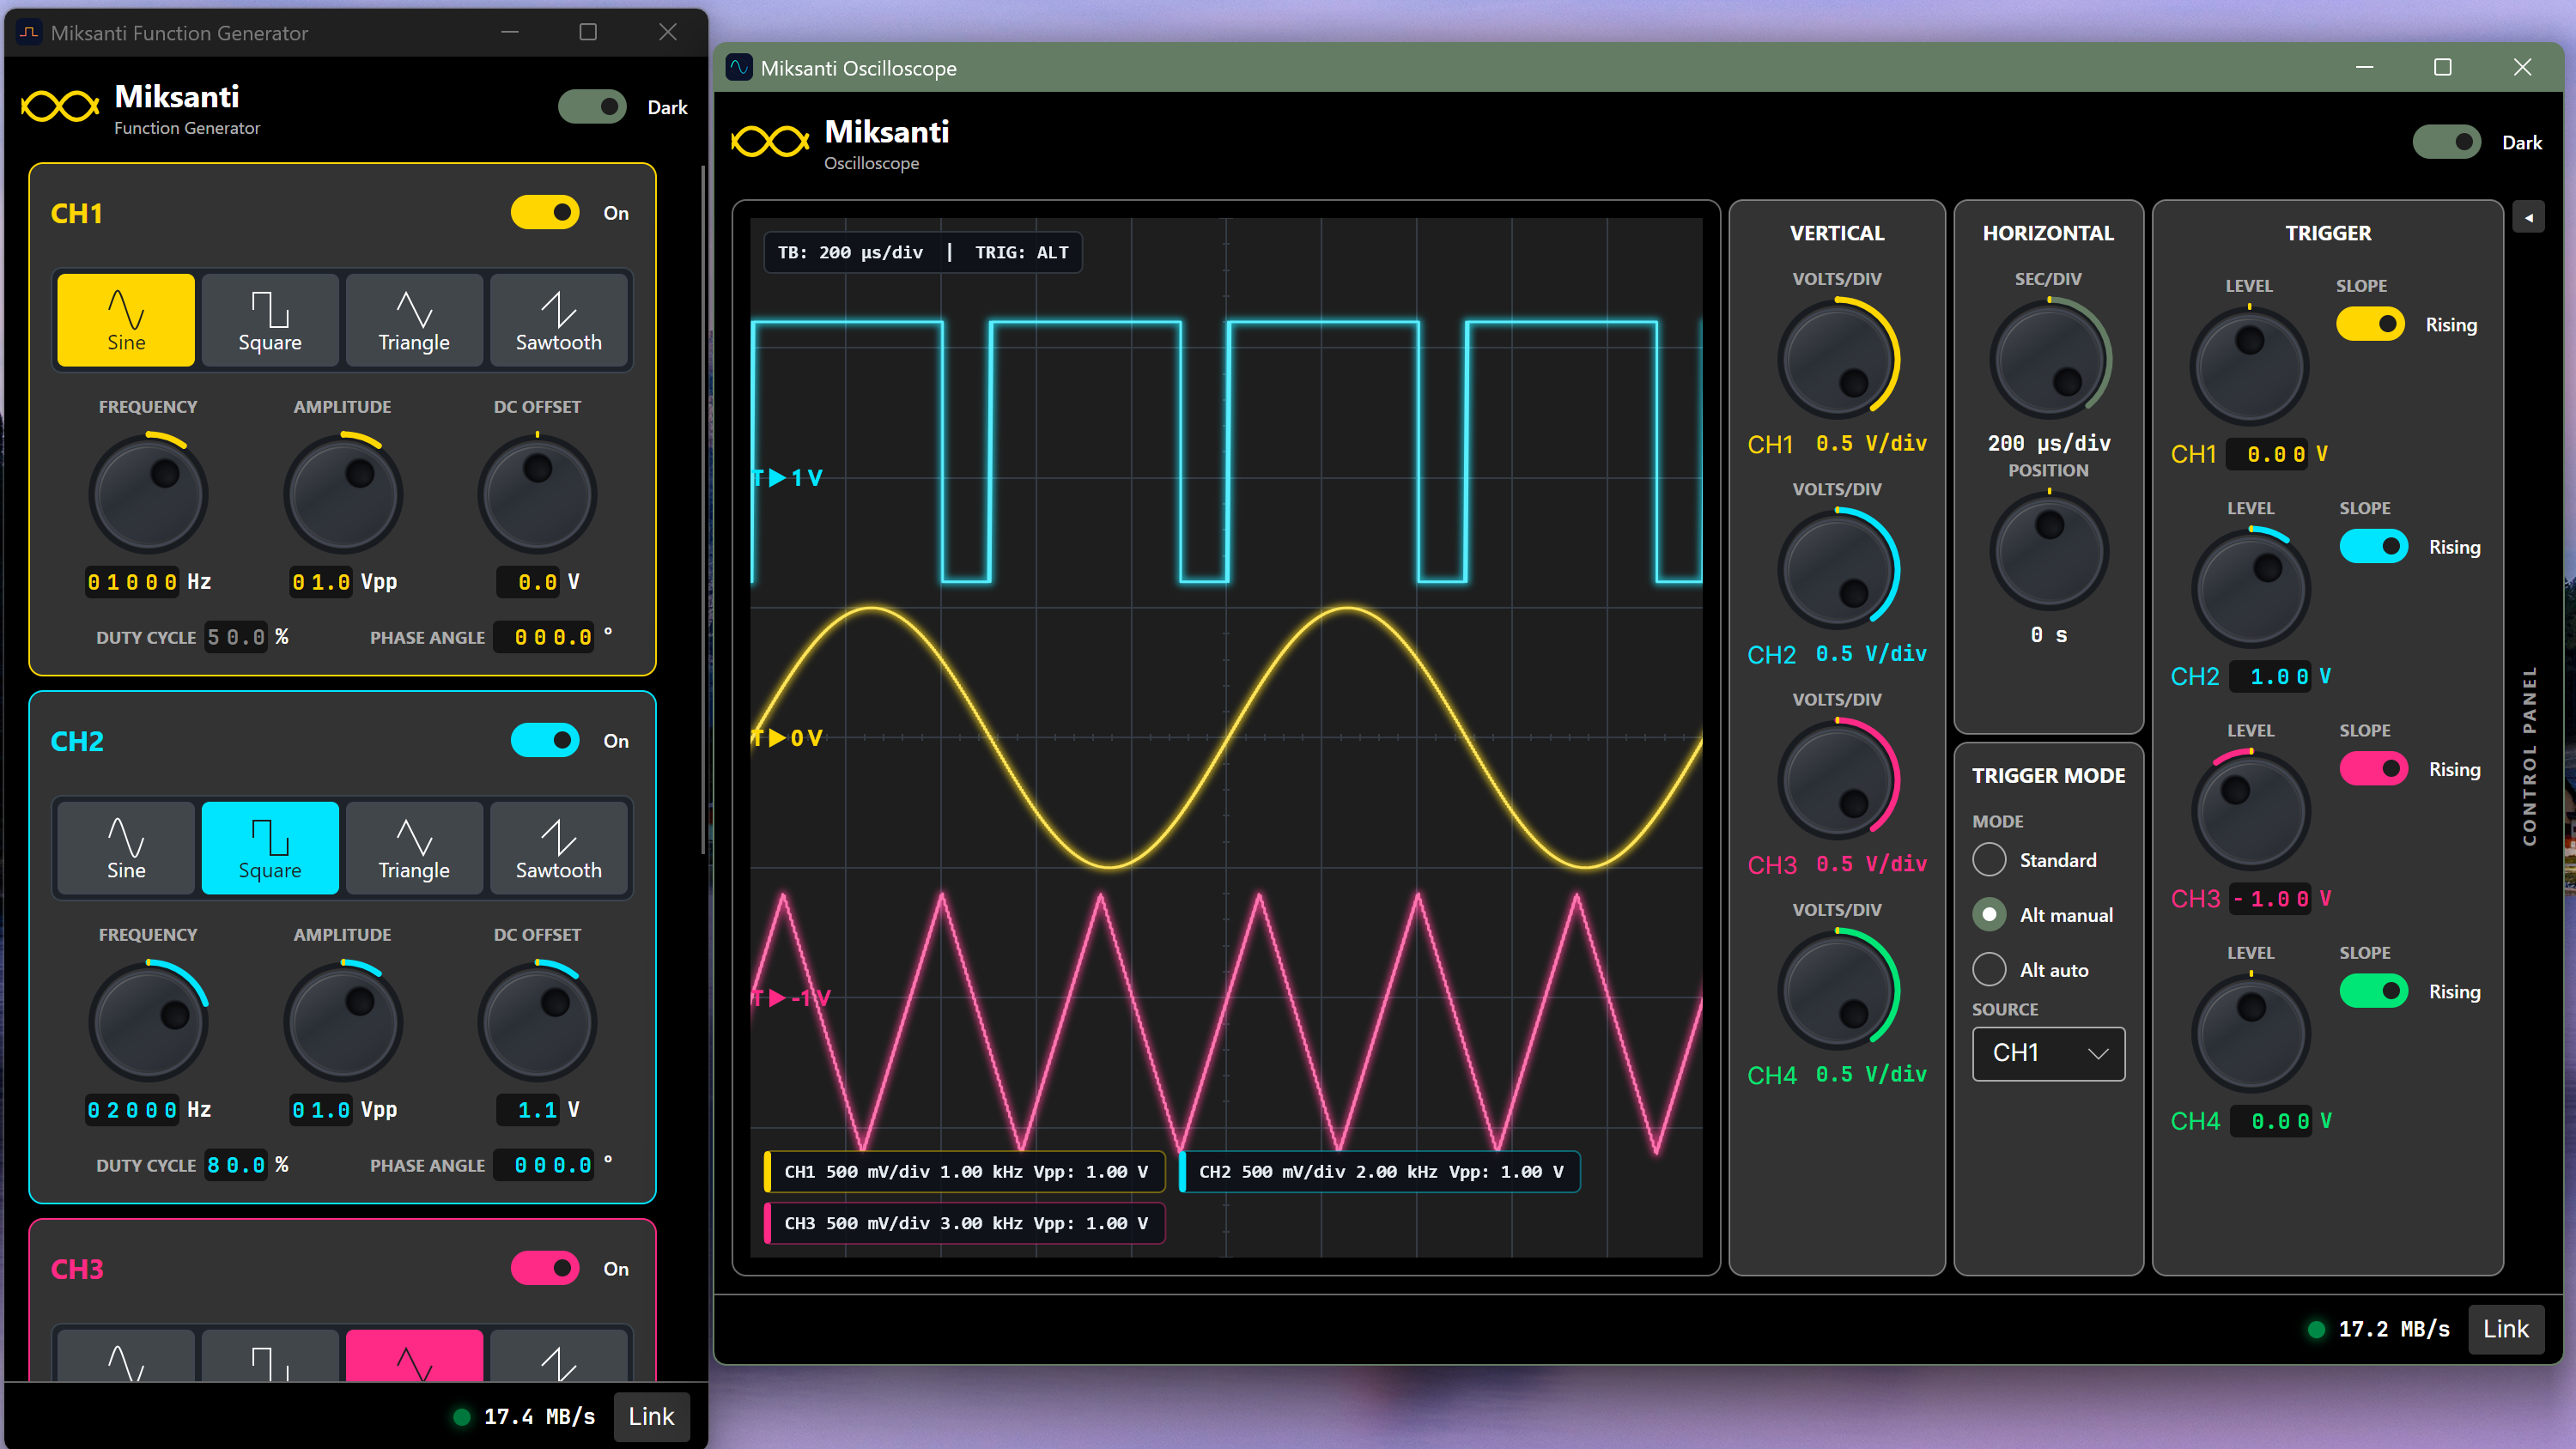 Miksanti Function Generator
Miksanti
Function Generator
Dark
CH1
On
Sine
Square
Triangle
Sawtooth
FREQUENCY
AMPLITUDE
DC OFFSET
01000 Hz
01.0 Vpp
0.0 V
DUTY CYCLE 50.0 %
PHASE ANGLE 000.0 °
CH2
On
Sine
Square
Triangle
Sawtooth
FREQUENCY
AMPLITUDE
DC OFFSET
02000 Hz
01.0 Vpp
1.1 V
DUTY CYCLE 80.0 %
PHASE ANGLE 000.0 °
CH3
On
17.4 MB/s
Link
Miksanti Oscilloscope
Miksanti
Oscilloscope
Dark
TB: 200 µs/div | TRIG: ALT
T▶1 V
T▶0 V
T▶-1 V
CH1 500 mV/div 1.00 kHz Vpp: 1.00 V
CH2 500 mV/div 2.00 kHz Vpp: 1.00 V
CH3 500 mV/div 3.00 kHz Vpp: 1.00 V
VERTICAL
VOLTS/DIV
CH1 0.5 V/div
VOLTS/DIV
CH2 0.5 V/div
VOLTS/DIV
CH3 0.5 V/div
VOLTS/DIV
CH4 0.5 V/div
HORIZONTAL
SEC/DIV
200 µs/div
POSITION
0 s
TRIGGER MODE
MODE
Standard
Alt manual
Alt auto
SOURCE
CH1
TRIGGER
LEVEL
SLOPE
Rising
CH1 0.00 V
LEVEL
SLOPE
Rising
CH2 1.00 V
LEVEL
SLOPE
Rising
CH3 -1.00 V
LEVEL
SLOPE
Rising
CH4 0.00 V
CONTROL PANEL
17.2 MB/s
Link